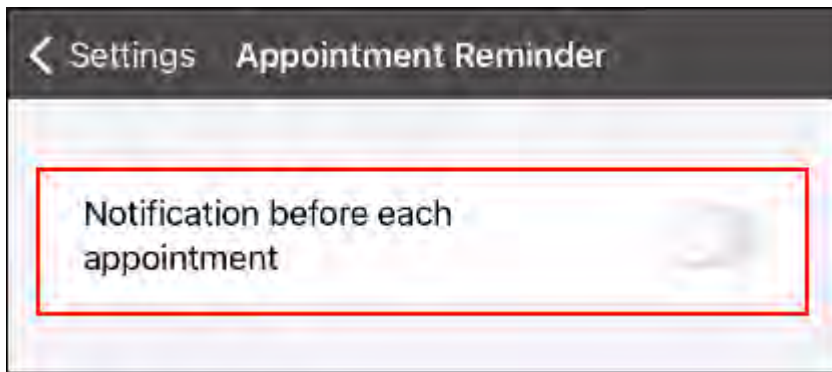 Settings Appointment Reminder
Notification before each
appointment